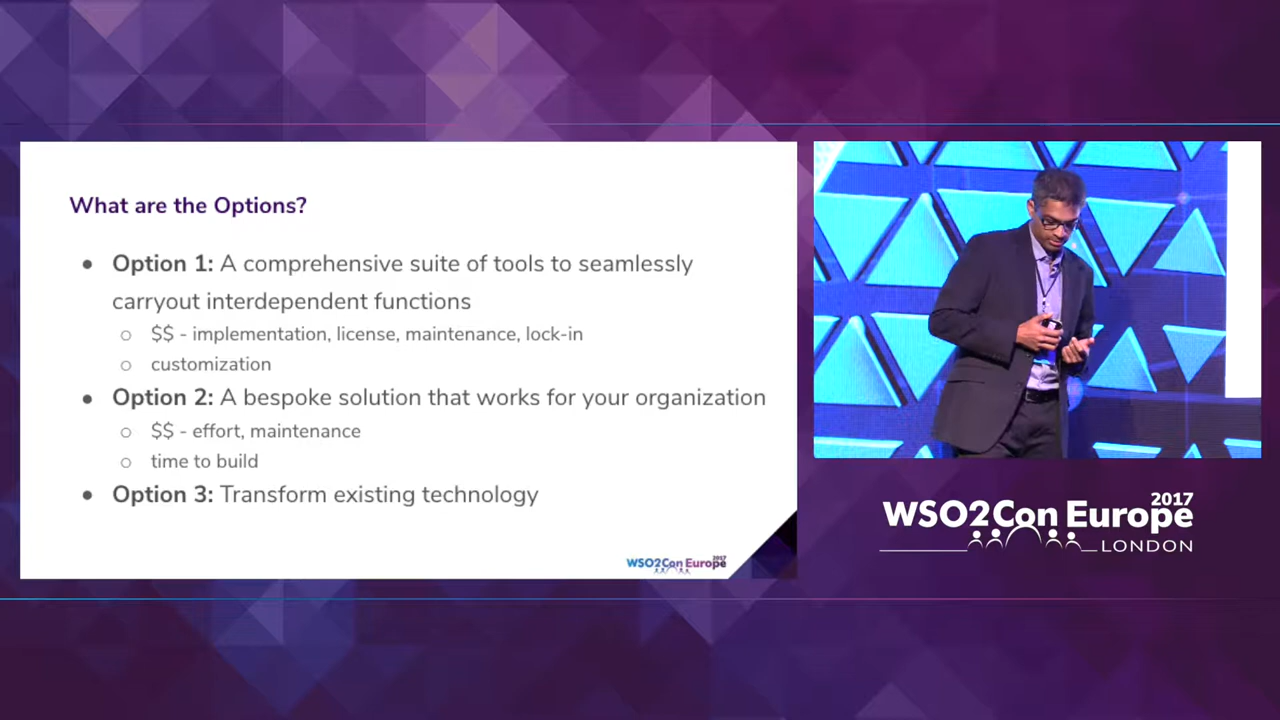 What are the Options?
● Option 1: A comprehensive suite of tools to seamlessly
carryout interdependent functions
○ $$ - implementation, license, maintenance, lock-in
○ customization
● Option 2: A bespoke solution that works for your organization
○ $$ - effort, maintenance
○ time to build
● Option 3: Transform existing technology
WSO2Con Europe 2017
2017
WSO2Con Europe
LONDON